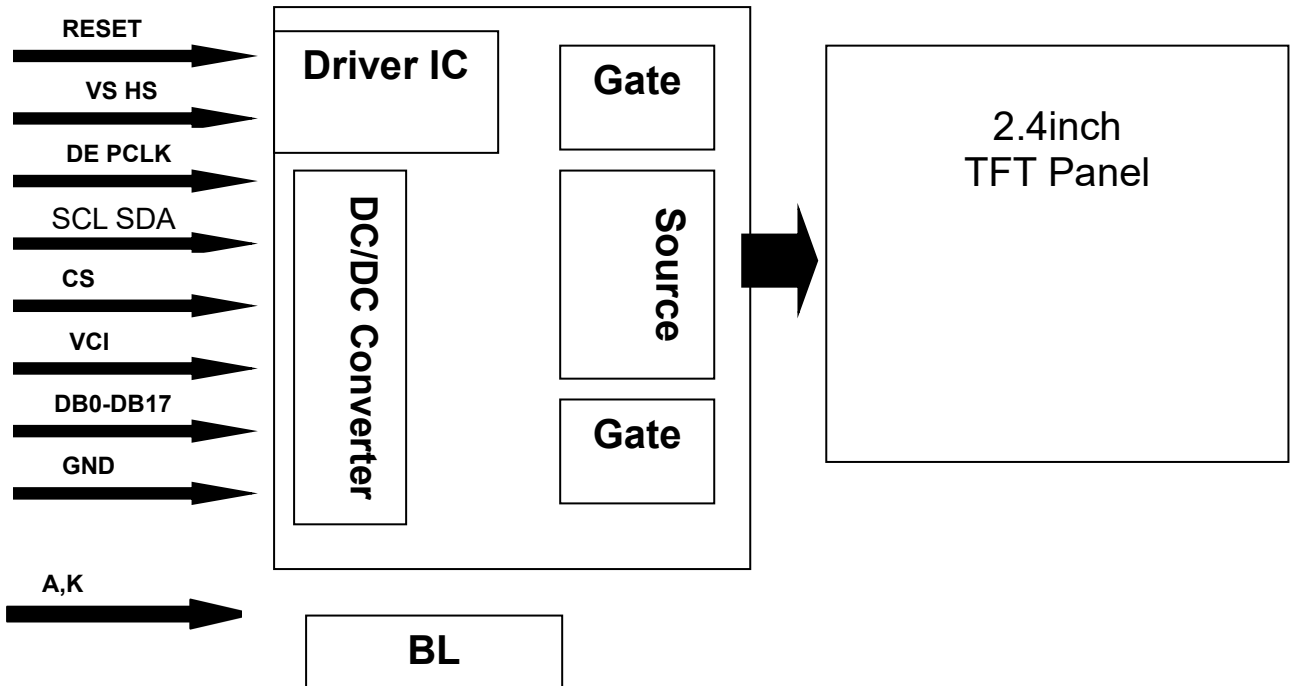 RESET
VS HS
DE PCLK
SCL SDA
CS
VCI
DB0-DB17
GND
A,K
Driver IC
DC/DC Converter
Gate
Source
Gate
BL
2.4inch
TFT Panel